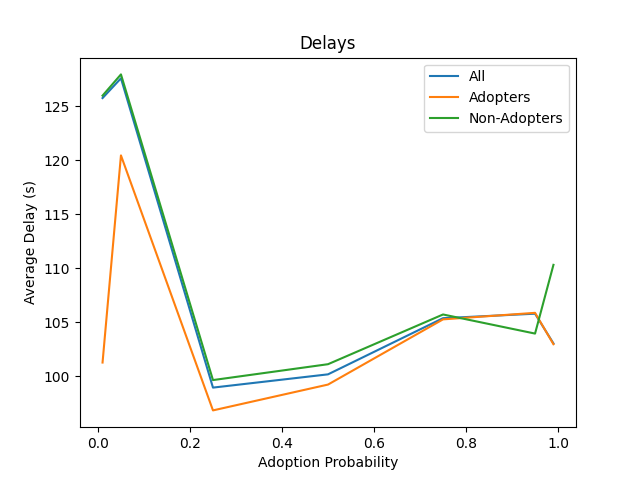 Delays
All
Adopters
Non-Adopters
Average Delay (s)
125
120
115
110
105
100
0.0 0.2 0.4 0.6 0.8 1.0
Adoption Probability